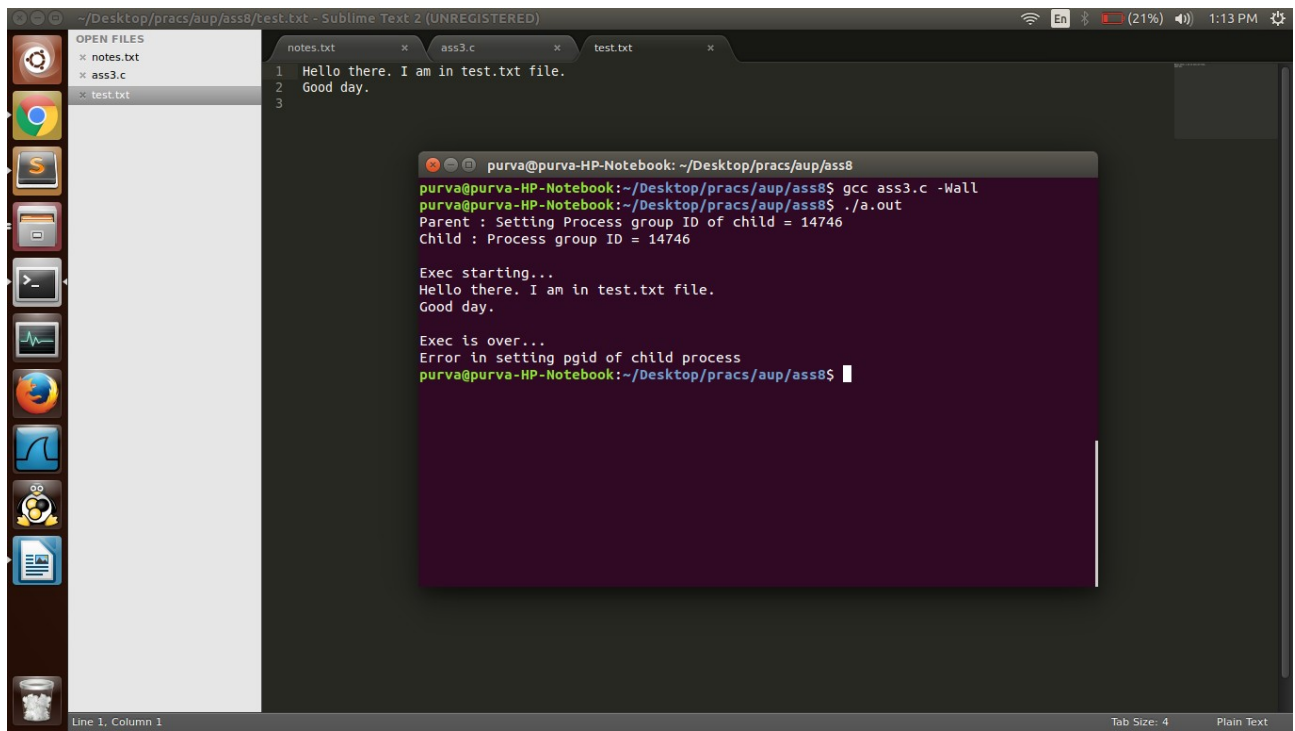 ~/Desktop/pracs/aup/ass8/test.txt - Sublime Text 2 (UNREGISTERED)
En
(21%)
1:13 PM
OPEN FILES
× notes.txt
× ass3.c
× test.txt
notes.txt ×
ass3.c ×
test.txt ×
1 Hello there. I am in test.txt file.
2 Good day.
3
purva@purva-HP-Notebook: ~/Desktop/pracs/aup/ass8
purva@purva-HP-Notebook:~/Desktop/pracs/aup/ass8$ gcc ass3.c -Wall
purva@purva-HP-Notebook:~/Desktop/pracs/aup/ass8$ ./a.out
Parent : Setting Process group ID of child = 14746
Child : Process group ID = 14746
Exec starting...
Hello there. I am in test.txt file.
Good day.
Exec is over...
Error in setting pgid of child process
purva@purva-HP-Notebook:~/Desktop/pracs/aup/ass8$
Line 1, Column 1
Tab Size: 4
Plain Text